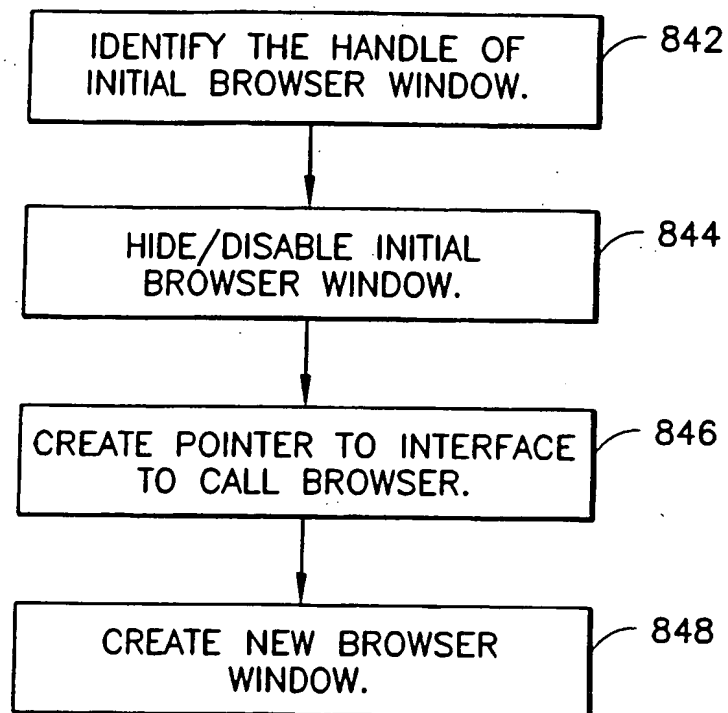 IDENTIFY THE HANDLE OF
INITIAL BROWSER WINDOW.
842
HIDE/DISABLE INITIAL
BROWSER WINDOW.
844
CREATE POINTER TO INTERFACE
TO CALL BROWSER.
846
CREATE NEW BROWSER
WINDOW.
848